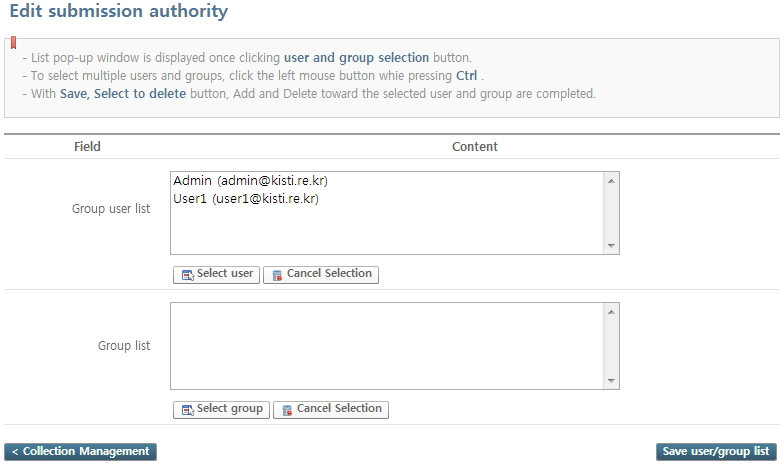 Edit submission authority
- List pop-up window is displayed once clicking user and group selection button.
- To select multiple users and groups, click the left mouse button whie pressing Ctrl .
- With Save, Select to delete button, Add and Delete toward the selected user and group are completed.
Field Content
Group user list
Admin (admin@kisti.re.kr)
User1 (user1@kisti.re.kr)
Select user Cancel Selection
Group list
Select group Cancel Selection
< Collection Management Save user/group list